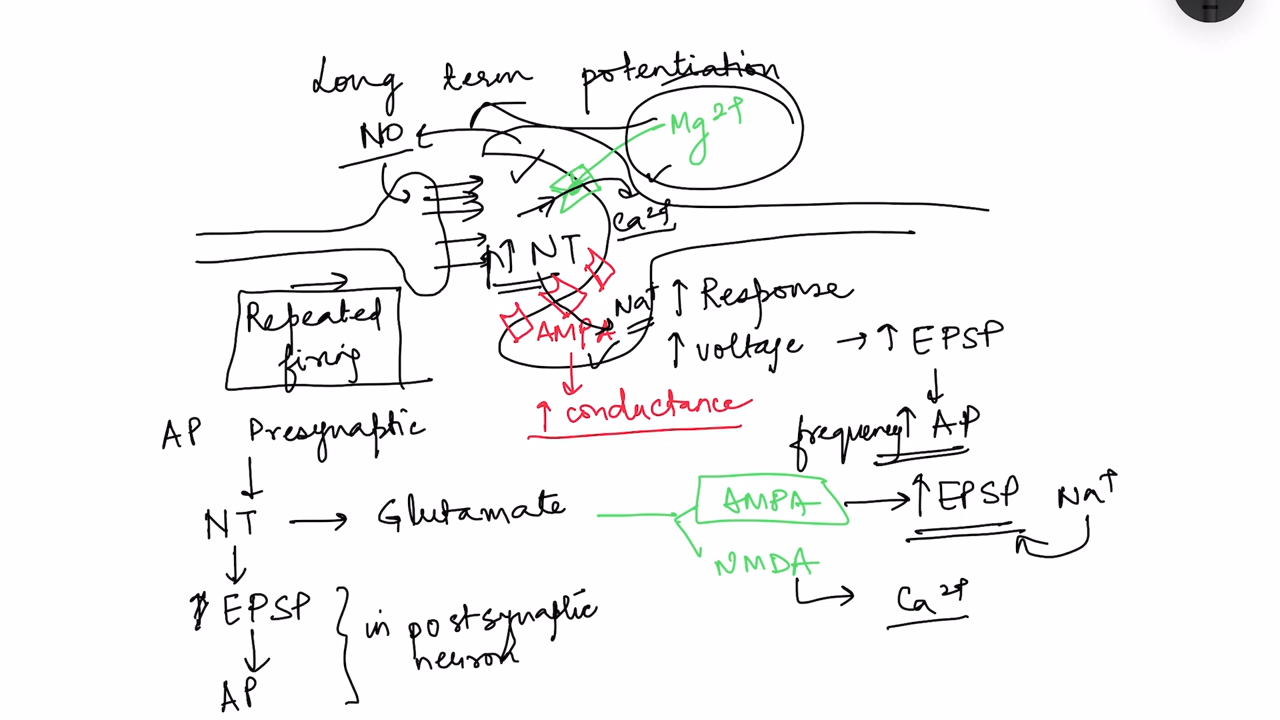 Long term potentiation
NO
Mg2+
Ca2+
↑ NT
Na+
AMPA
↑ conductance
Repeated
firing
↑ Response
↑ voltage → ↑ EPSP
↓
frequency ↑ AP
AP Presynaptic
↓
NT → Glutamate
AMPA → ↑ EPSP Na+
NMDA
Ca2+
↓
↑ EPSP
in postsynaptic
neuron
↓
AP